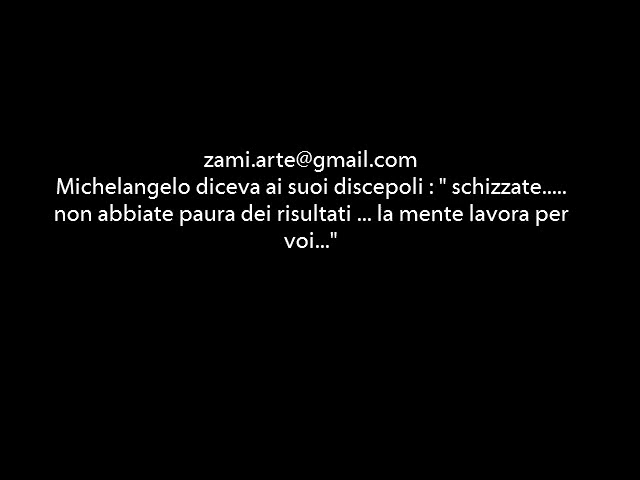 zami.arte@gmail.com
Michelangelo diceva ai suoi discepoli : " schizzate.....
non abbiate paura dei risultati ... la mente lavora per
voi..."